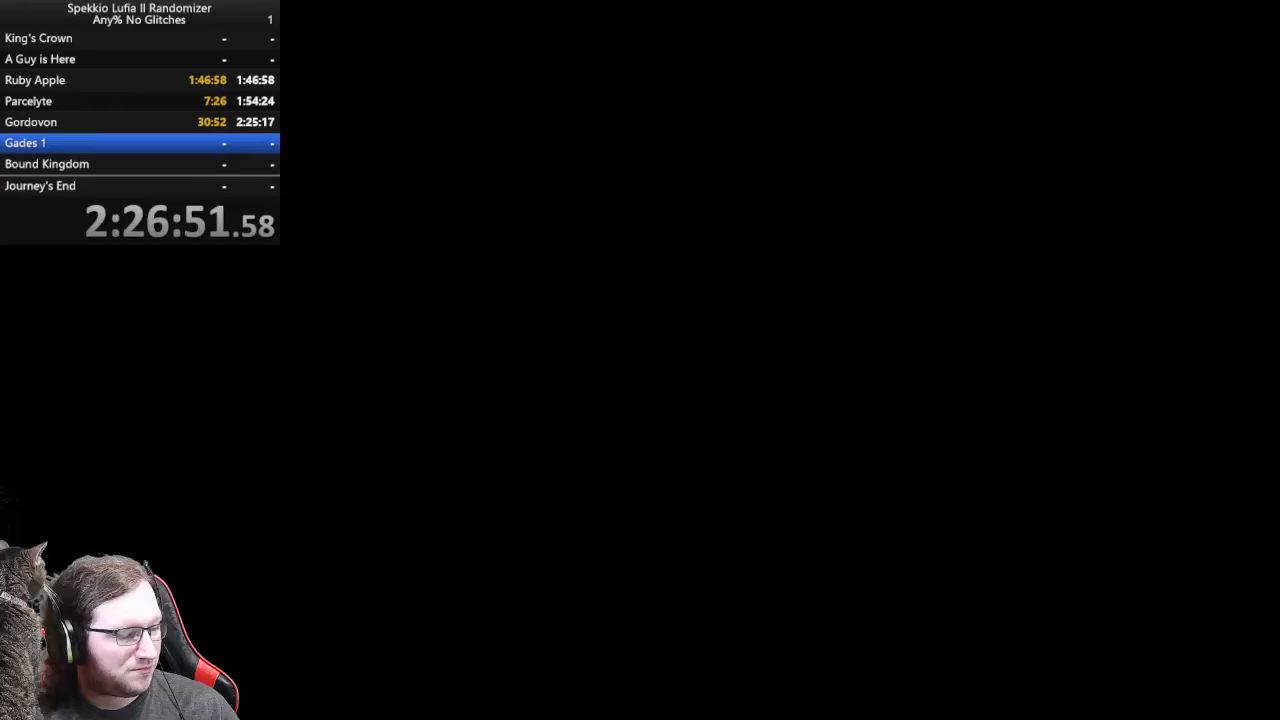 Spekkio Lufia II Randomizer
Any% No Glitches 1
King's Crown - -
A Guy is Here - -
Ruby Apple 1:46:58 1:46:58
Parcelyte 7:26 1:54:24
Gordovon 30:52 2:25:17
Gades 1 - -
Bound Kingdom - -
Journey's End - -
2:26:51.58